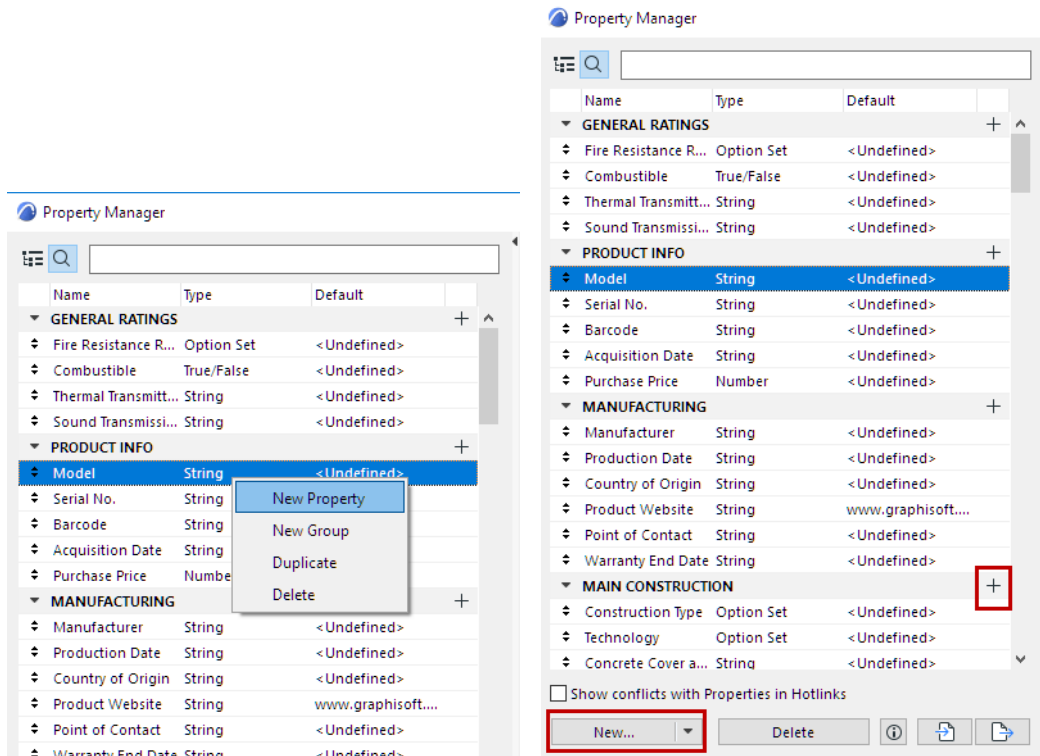 Property Manager
Name Type Default
GENERAL RATINGS
Fire Resistance R... Option Set <Undefined>
Combustible True/False <Undefined>
Thermal Transmitt... String <Undefined>
Sound Transmissi... String <Undefined>
PRODUCT INFO
Model String <Undefined>
Serial No. String
Barcode String
Acquisition Date String
Purchase Price Numbe
MANUFACTURING
Manufacturer String <Undefined>
Production Date String <Undefined>
Country of Origin String <Undefined>
Product Website String www.graphisoft....
Point of Contact String <Undefined>
Warranty End Date String <Undefined>
New Property
New Group
Duplicate
Delete
Property Manager
Name Type Default
GENERAL RATINGS
Fire Resistance R... Option Set <Undefined>
Combustible True/False <Undefined>
Thermal Transmitt... String <Undefined>
Sound Transmissi... String <Undefined>
PRODUCT INFO
Model String <Undefined>
Serial No. String <Undefined>
Barcode String <Undefined>
Acquisition Date String <Undefined>
Purchase Price Number <Undefined>
MANUFACTURING
Manufacturer String <Undefined>
Production Date String <Undefined>
Country of Origin String <Undefined>
Product Website String www.graphisoft....
Point of Contact String <Undefined>
Warranty End Date String <Undefined>
MAIN CONSTRUCTION
Construction Type Option Set <Undefined>
Technology Option Set <Undefined>
Concrete Cover a... String <Undefined>
Show conflicts with Properties in Hotlinks
New... Delete